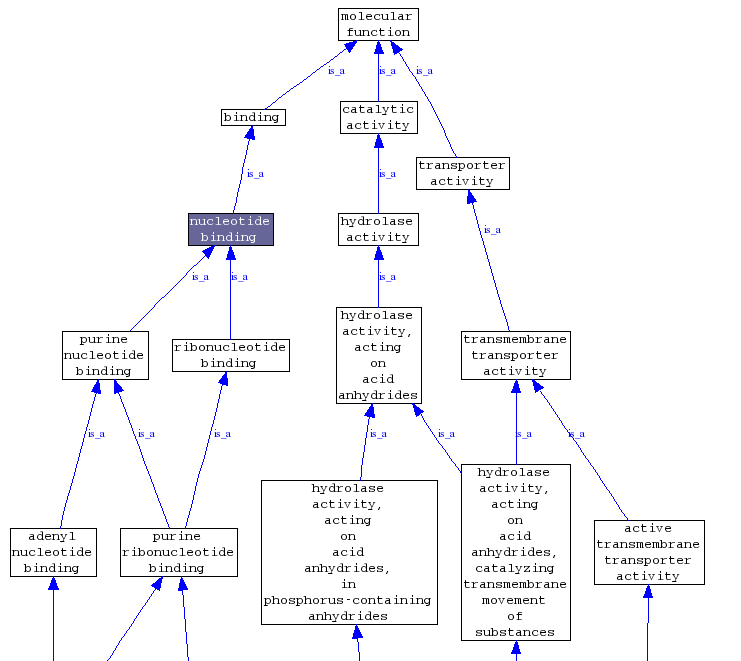 molecular
function
is_a
is_a
is_a
binding
catalytic
activity
transporter
activity
is_a
is_a
is_a
nucleotide
binding
hydrolase
activity
is_a
is_a
is_a
purine
nucleotide
binding
ribonucleotide
binding
hydrolase
activity,
acting
on
acid
anhydrides
transmembrane
transporter
activity
is_a
is_a
is_a
is_a
is_a
is_a
is_a
adenyl
nucleotide
binding
purine
ribonucleotide
binding
hydrolase
activity,
acting
on
acid
anhydrides,
in
phosphorus-containing
anhydrides
hydrolase
activity,
acting
on
acid
anhydrides,
catalyzing
transmembrane
movement
of
substances
active
transmembrane
transporter
activity